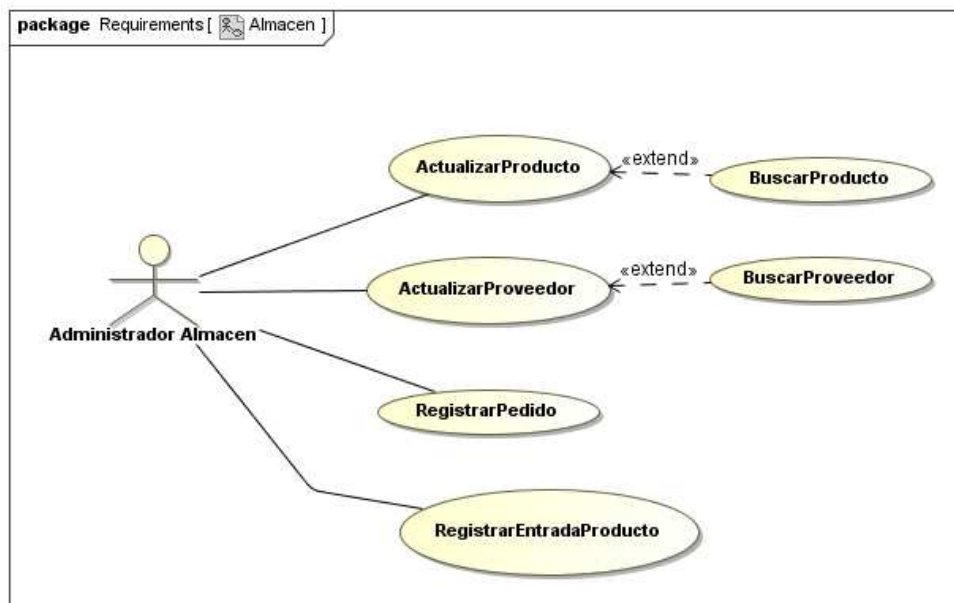 package Requirements [ Almacen ]
ActualizarProducto
«extend»
BuscarProducto
ActualizarProveedor
«extend»
BuscarProveedor
Administrador Almacen
RegistrarPedido
RegistrarEntradaProducto